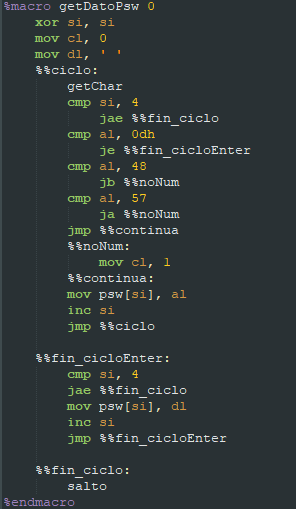 %macro getDatoPsw 0
xor si, si
mov cl, 0
mov dl, ' '
%%ciclo:
getChar
cmp si, 4
jae %%fin_ciclo
cmp al, 0dh
je %%fin_cicloEnter
cmp al, 48
jb %%noNum
cmp al, 57
ja %%noNum
jmp %%continua
%%noNum:
mov cl, 1
%%continua:
mov psw[si], al
inc si
jmp %%ciclo
%%fin_cicloEnter:
cmp si, 4
jae %%fin_ciclo
mov psw[si], dl
inc si
jmp %%fin_cicloEnter
%%fin_ciclo:
salto
%endmacro